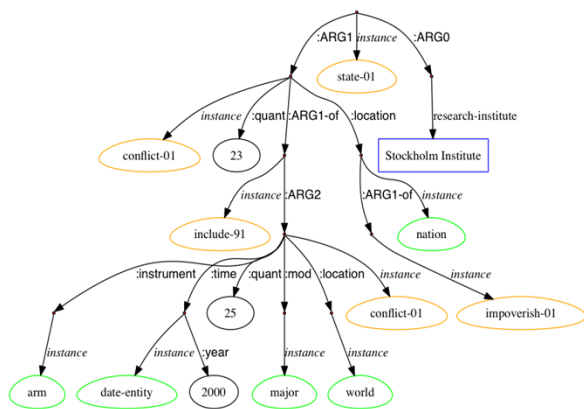 :ARG1 instance :ARG0
state-01
instance :quant :ARG1-of :location research-institute
conflict-01 23 Stockholm Institute
instance :ARG2 :ARG1-of instance
include-91 nation
:instrument :time :quant :mod :location instance instance
25 conflict-01 impoverish-01
instance instance :year instance instance
arm date-entity 2000 major world